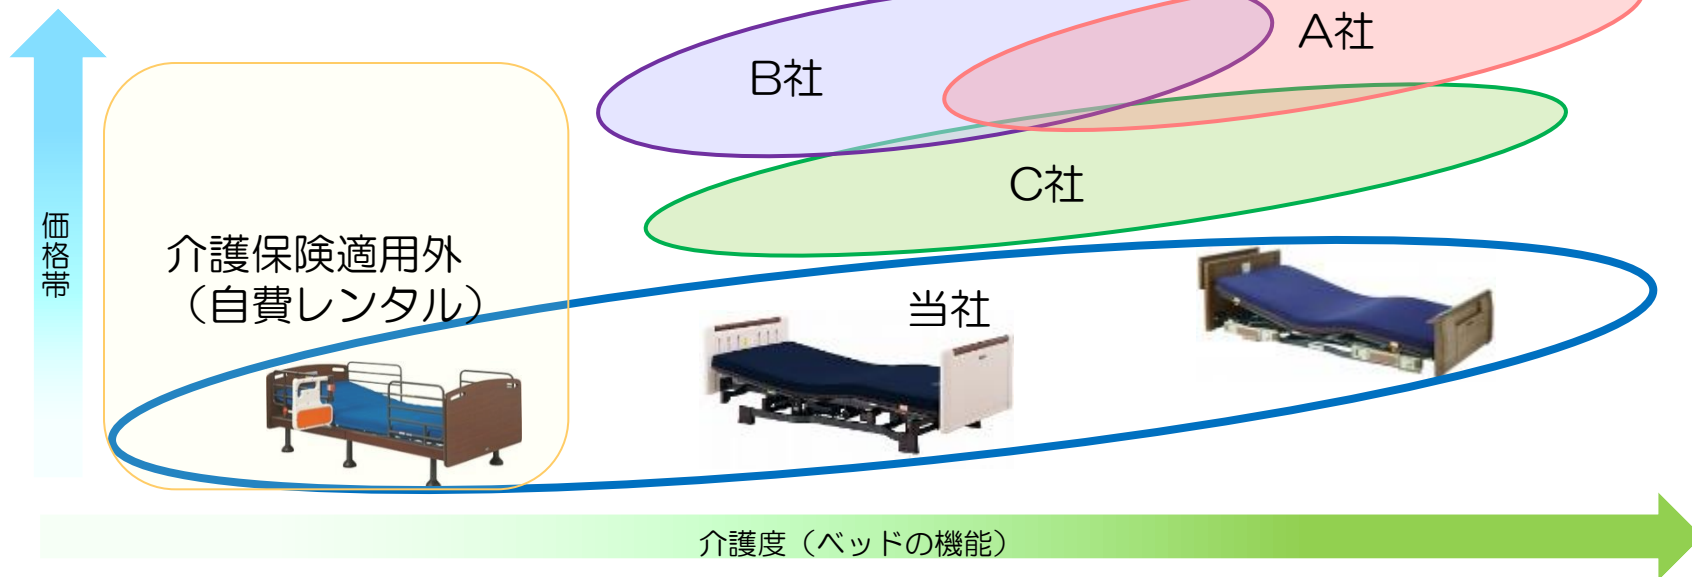 A社
B社
C社
価格帯
介護保険適用外
（自費レンタル）
当社
介護度（ベッドの機能）